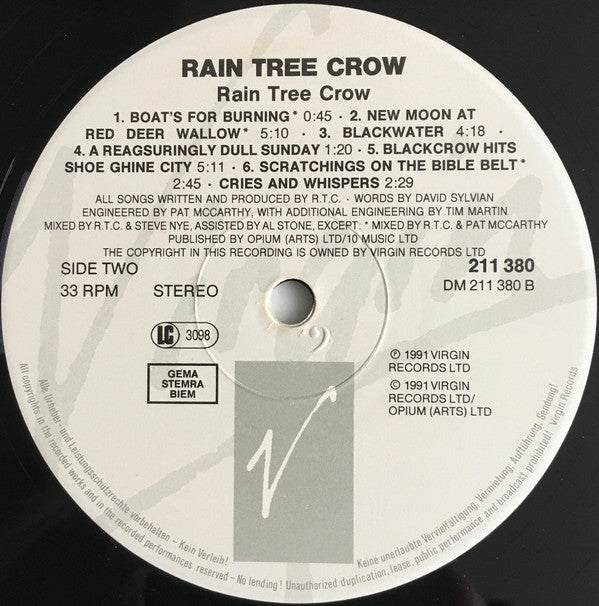 RAIN TREE CROW
Rain Tree Crow
1. BOAT'S FOR BURNING* 0:45 · 2. NEW MOON AT
RED DEER WALLOW* 5:10 · 3. BLACKWATER 4:18 ·
4. A REAGSURINGLY DULL SUNDAY 1:20 · 5. BLACKCROW HITS
SHOE GHINE CITY 5:11 · 6. SCRATCHINGS ON THE BIBLE BELT*
2:45 · CRIES AND WHISPERS 2:29
ALL SONGS WRITTEN AND PRODUCED BY R.T.C. · WORDS BY DAVID SYLVIAN
ENGINEERED BY PAT MCCARTHY, WITH ADDITIONAL ENGINEERING BY TIM MARTIN
MIXED BY R.T.C. & STEVE NYE, ASSISTED BY AL STONE, EXCEPT: * MIXED BY R.T.C. & PAT MCCARTHY
PUBLISHED BY OPIUM (ARTS) LTD/10 MUSIC LTD
THE COPYRIGHT IN THIS RECORDING IS OWNED BY VIRGIN RECORDS LTD
SIDE TWO 211 380
33 RPM STEREO DM 211 380 B
LC 3098
GEMA
STEMRA
BIEM
℗ 1991 VIRGIN
RECORDS LTD
© 1991 VIRGIN
RECORDS LTD/
OPIUM (ARTS) LTD
Virgin
Alle Urheber- und Leistungsschutzrechte vorbehalten – Kein Verleih! Keine unerlaubte Vervielfältigung, Vermietung, Aufführung, Sendung!
All copyrights in the recorded works and in the recorded performances reserved – No lending! Unauthorized duplication, lease, public performance and broadcast prohibited! Virgin Records